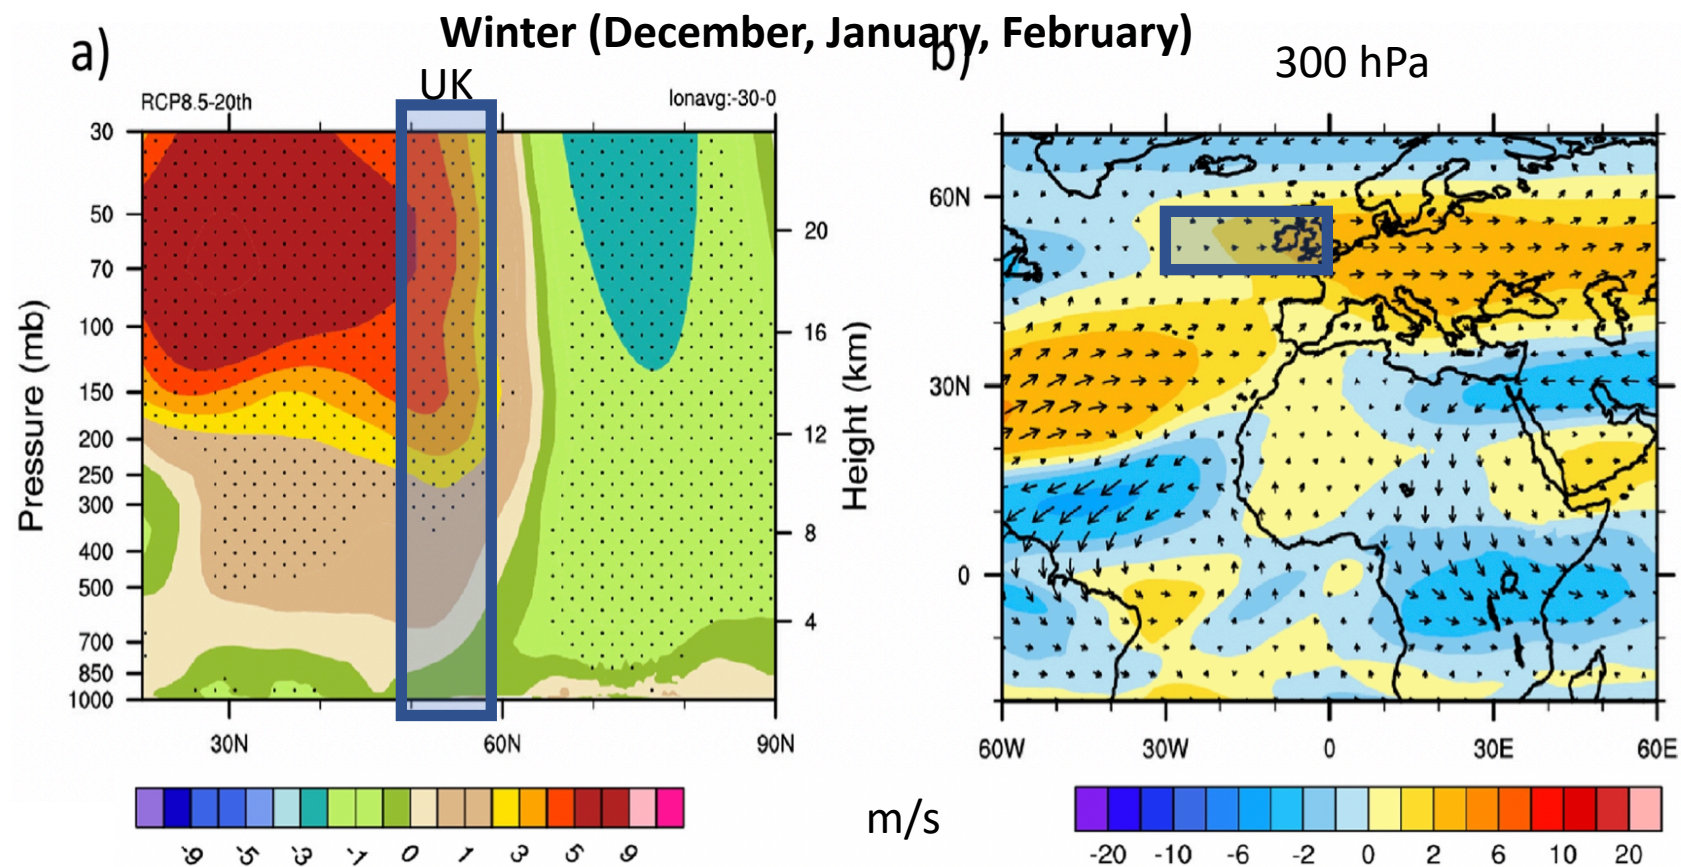 Winter (December, January, February)
a)
UK
RCP8.5-20th
lonavg:-30-0
30
50
70
100
150
200
250
300
400
500
700
850
1000
Pressure (mb)
20
16
12
8
4
Height (km)
30N
60N
90N
-9
-5
-3
-1
0
1
3
5
9
m/s
b)
300 hPa
60N
30N
0
60W
30W
0
30E
60E
-20
-10
-6
-2
0
2
6
10
20